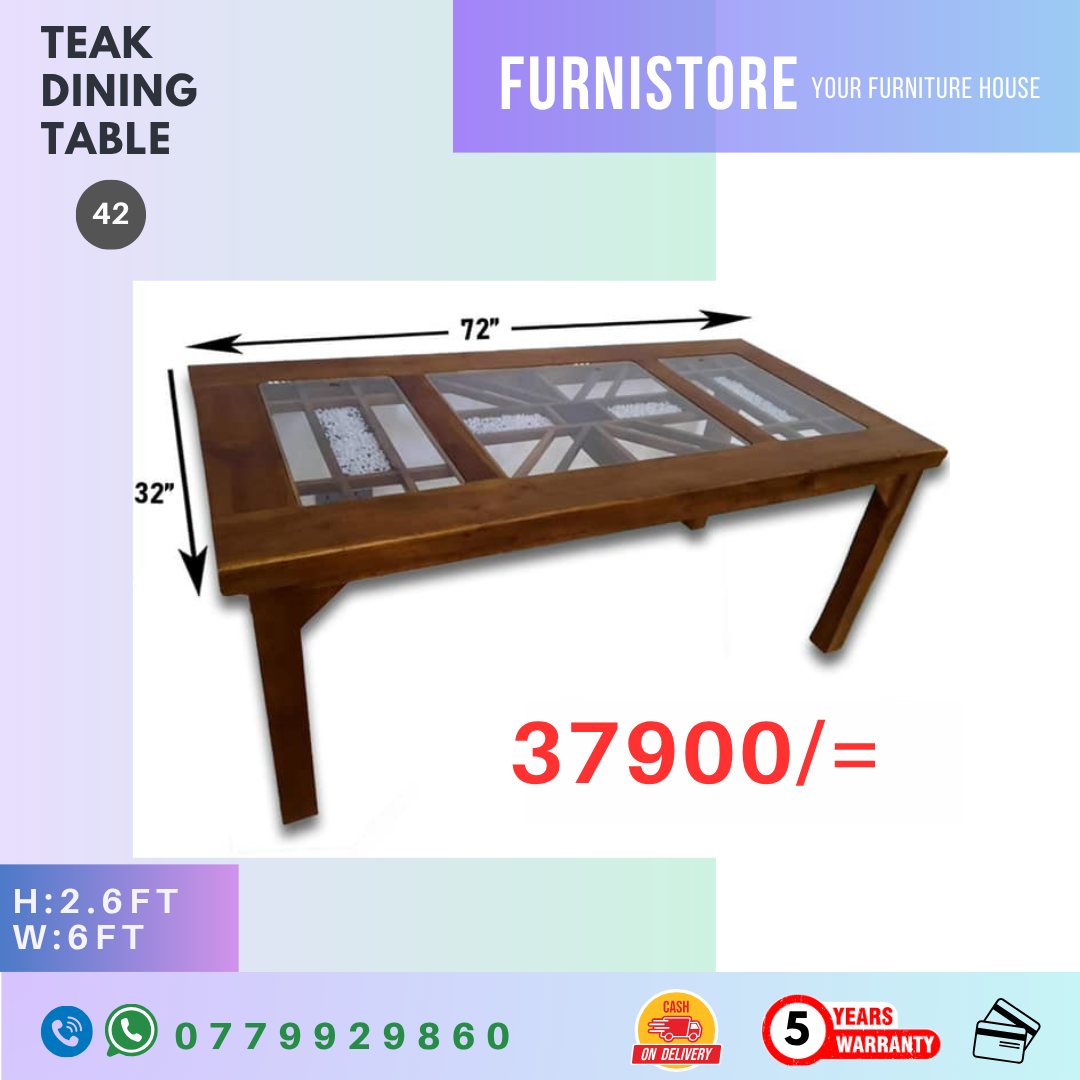 TEAK
DINING
TABLE
FURNISTORE YOUR FURNITURE HOUSE
42
72”
32”
37900/=
H:2.6FT
W:6FT
0779929860
CASH
ON DELIVERY
5 YEARS
WARRANTY